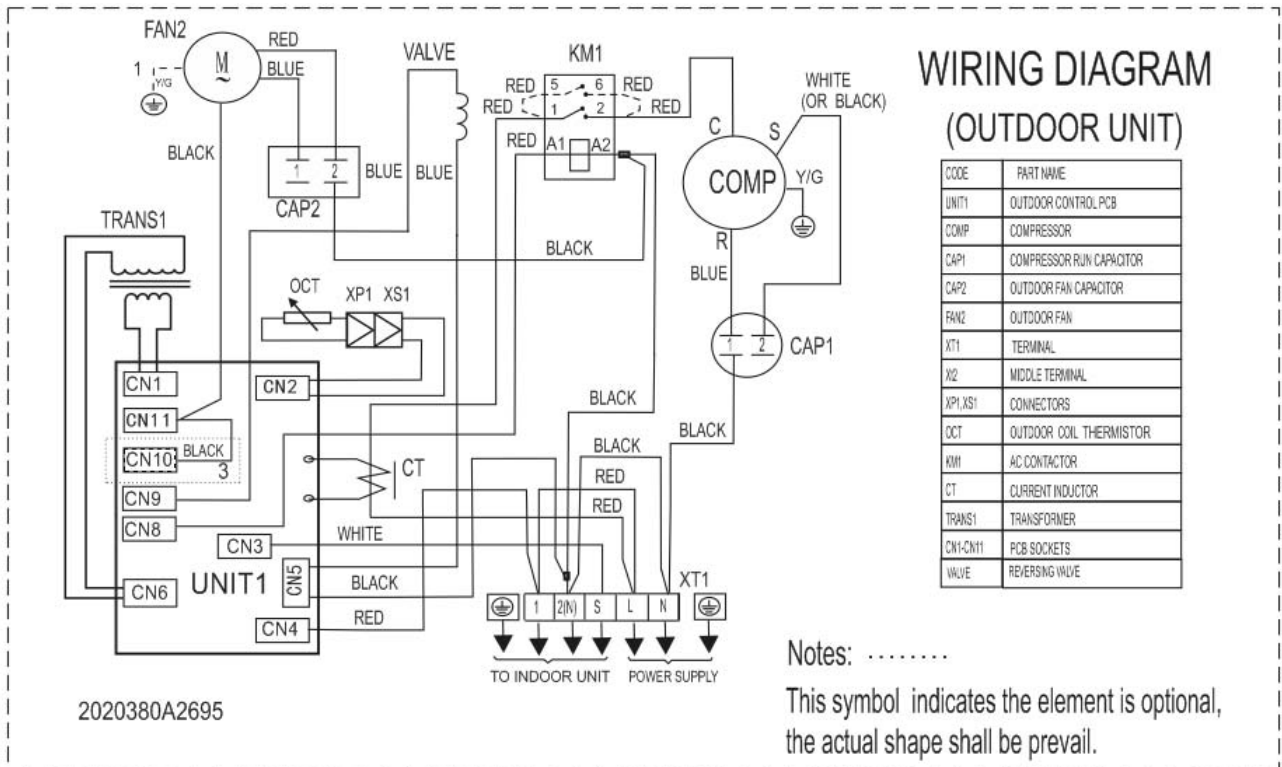 FAN2
RED
BLUE
1
Y/G
M
~
BLACK
VALVE
KM1
RED 5 6 RED
RED 1 2 RED
RED A1 A2
WHITE
(OR BLACK)
C
S
COMP
Y/G
R
BLUE
1 2
CAP2
BLUE BLUE
BLACK
TRANS1
OCT XP1 XS1
1 2 CAP1
CN1
CN2
CN11
BLACK
CN10
3
CN9
CN8
CN3
CN5
UNIT1
CN6
CN4
CT
WHITE
BLACK
RED
BLACK
BLACK
RED
RED
BLACK
XT1
1 2(N) S L N
TO INDOOR UNIT POWER SUPPLY
2020380A2695
WIRING DIAGRAM
(OUTDOOR UNIT)
CODE PART NAME
UNIT1 OUTDOOR CONTROL PCB
COMP COMPRESSOR
CAP1 COMPRESSOR RUN CAPACITOR
CAP2 OUTDOOR FAN CAPACITOR
FAN2 OUTDOOR FAN
XT1 TERMINAL
Xt2 MIDDLE TERMINAL
XP1,XS1 CONNECTORS
OCT OUTDOOR COIL THERMISTOR
KM1 AC CONTACTOR
CT CURRENT INDUCTOR
TRANS1 TRANSFORMER
CN1-CN11 PCB SOCKETS
VALVE REVERSING VALVE
Notes: ........
This symbol indicates the element is optional,
the actual shape shall be prevail.